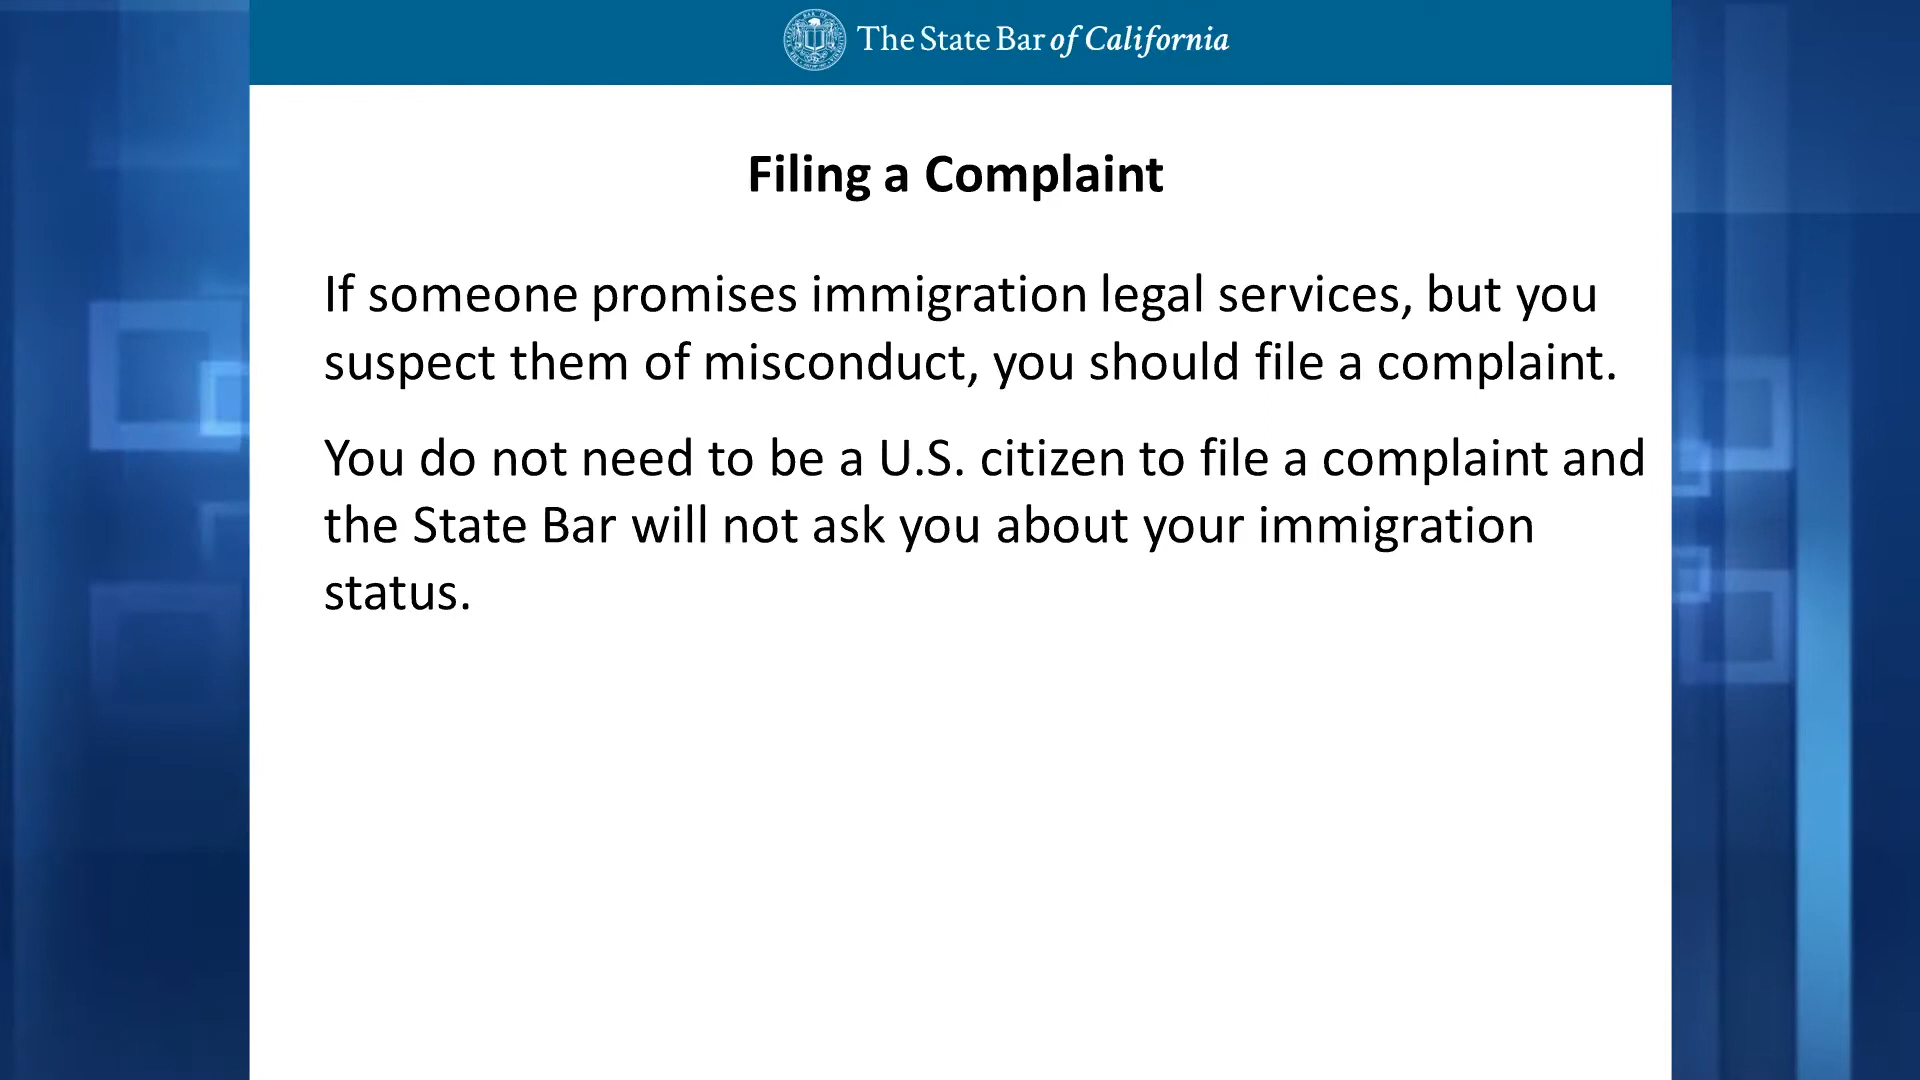 The State Bar of California
Filing a Complaint
If someone promises immigration legal services, but you
suspect them of misconduct, you should file a complaint.
You do not need to be a U.S. citizen to file a complaint and
the State Bar will not ask you about your immigration
status.